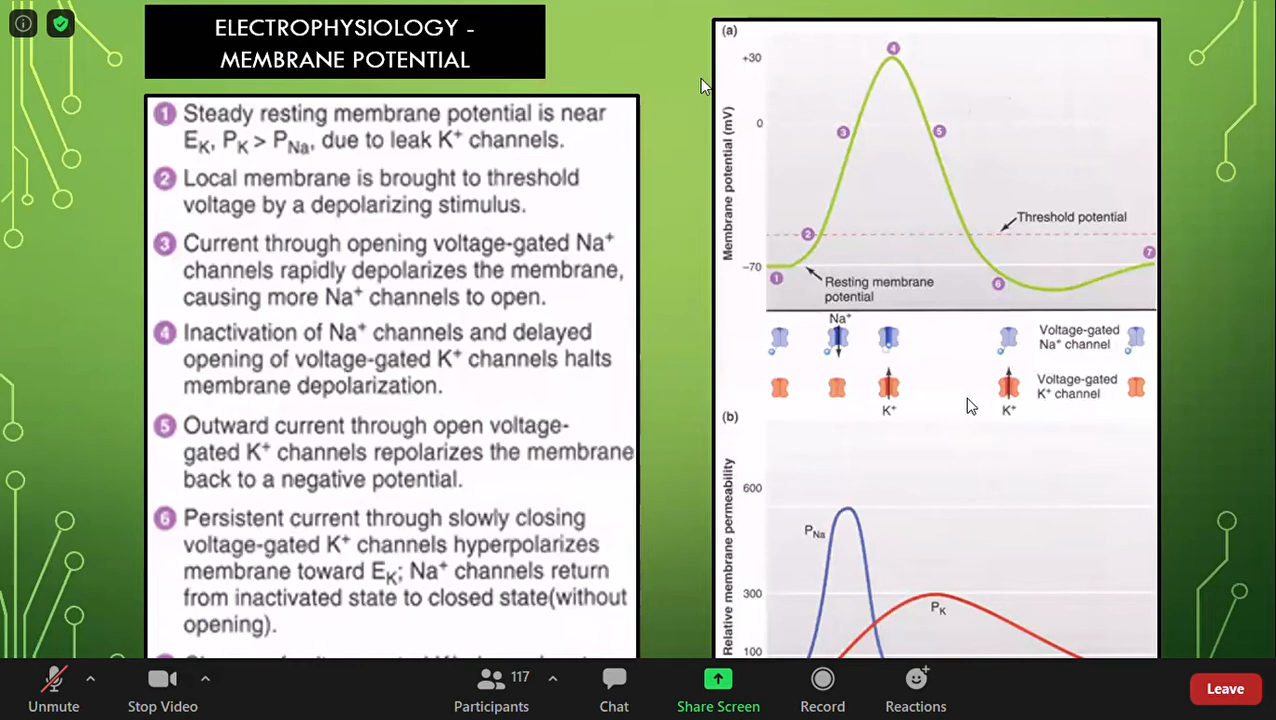 ELECTROPHYSIOLOGY -
MEMBRANE POTENTIAL
1 Steady resting membrane potential is near
EK, PK > PNa, due to leak K⁺ channels.
2 Local membrane is brought to threshold
voltage by a depolarizing stimulus.
3 Current through opening voltage-gated Na⁺
channels rapidly depolarizes the membrane,
causing more Na⁺ channels to open.
4 Inactivation of Na⁺ channels and delayed
opening of voltage-gated K⁺ channels halts
membrane depolarization.
5 Outward current through open voltage-
gated K⁺ channels repolarizes the membrane
back to a negative potential.
6 Persistent current through slowly closing
voltage-gated K⁺ channels hyperpolarizes
membrane toward EK; Na⁺ channels return
from inactivated state to closed state(without
opening).
(a)
Membrane potential (mV)
+30
0
-70
1
2
3
4
5
6
7
Threshold potential
Resting membrane
potential
Na⁺
Voltage-gated
Na⁺ channel
Voltage-gated
K⁺ channel
K⁺
K⁺
(b)
Relative membrane permeability
600
300
100
PNa
PK
Unmute
Stop Video
Participants
117
Chat
Share Screen
Record
Reactions
Leave